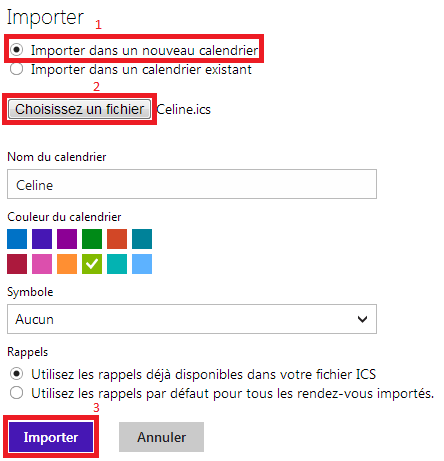 Importer
1
Importer dans un nouveau calendrier
Importer dans un calendrier existant
2
Choisissez un fichier Celine.ics
Nom du calendrier
Celine
Couleur du calendrier
Symbole
Aucun
Rappels
Utilisez les rappels déjà disponibles dans votre fichier ICS
Utilisez les rappels par défaut pour tous les rendez-vous importés.
3
Importer Annuler